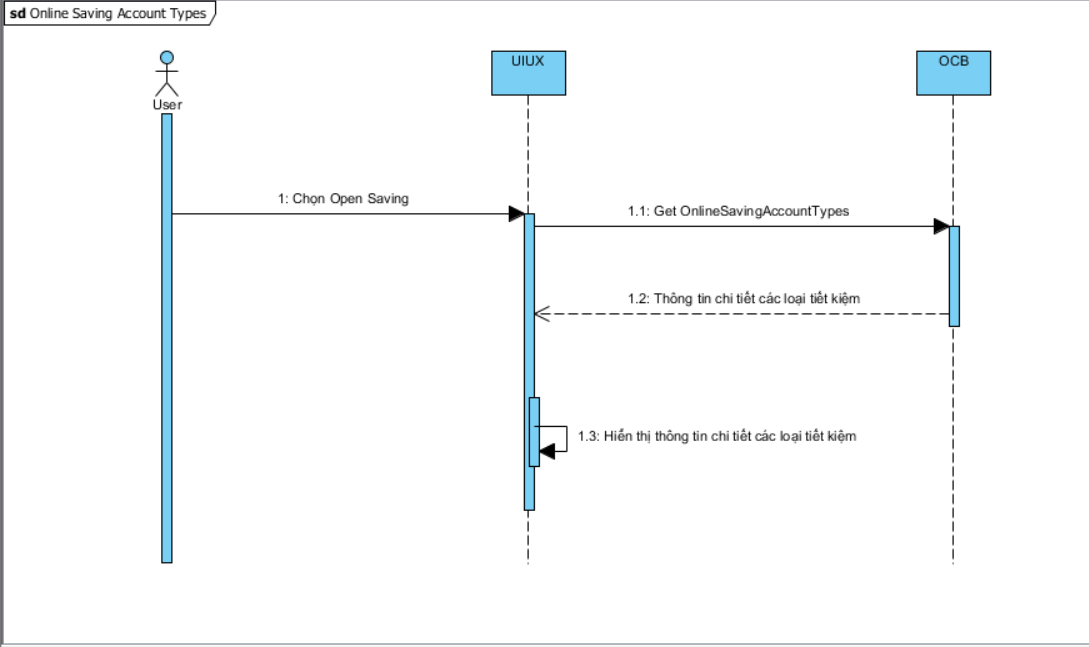 sd Online Saving Account Types
User
UIUX
OCB
1: Chọn Open Saving
1.1: Get OnlineSavingAccountTypes
1.2: Thông tin chi tiết các loại tiết kiệm
1.3: Hiển thị thông tin chi tiết các loại tiết kiệm